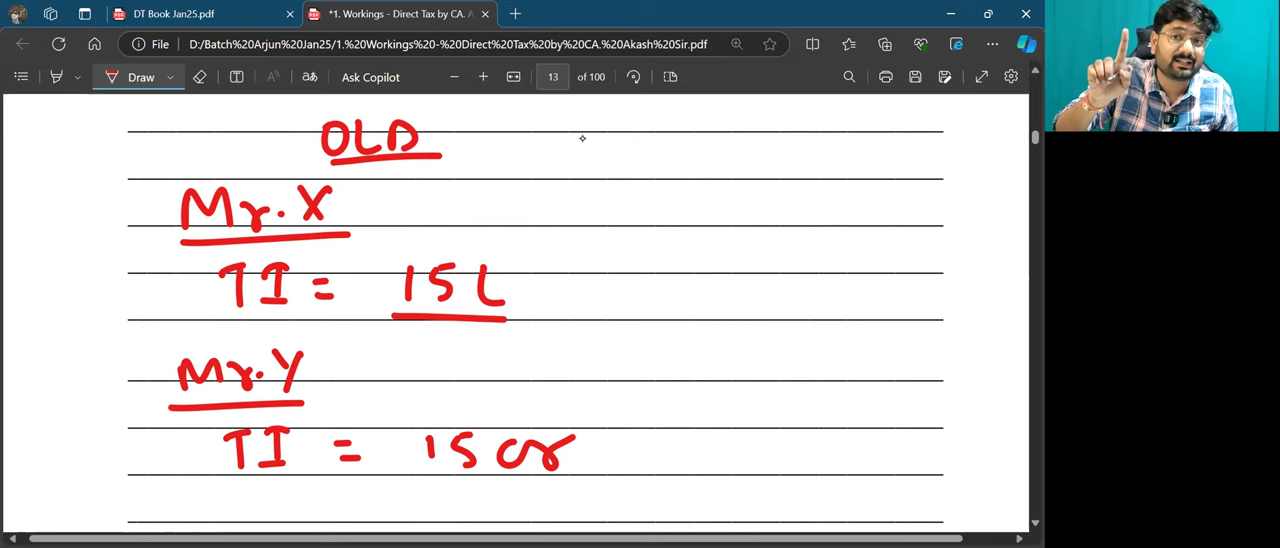 DT Book Jan25.pdf
*1. Workings - Direct Tax by CA. A
File
D:/Batch%20Arjun%20Jan25/1.%20Workings%20-%20Direct%20Tax%20by%20CA.%20Akash%20Sir.pdf
Draw
Ask Copilot
13 of 100
OLD
Mr. X
TI = 15 L
Mr. Y
TI = 15 cr